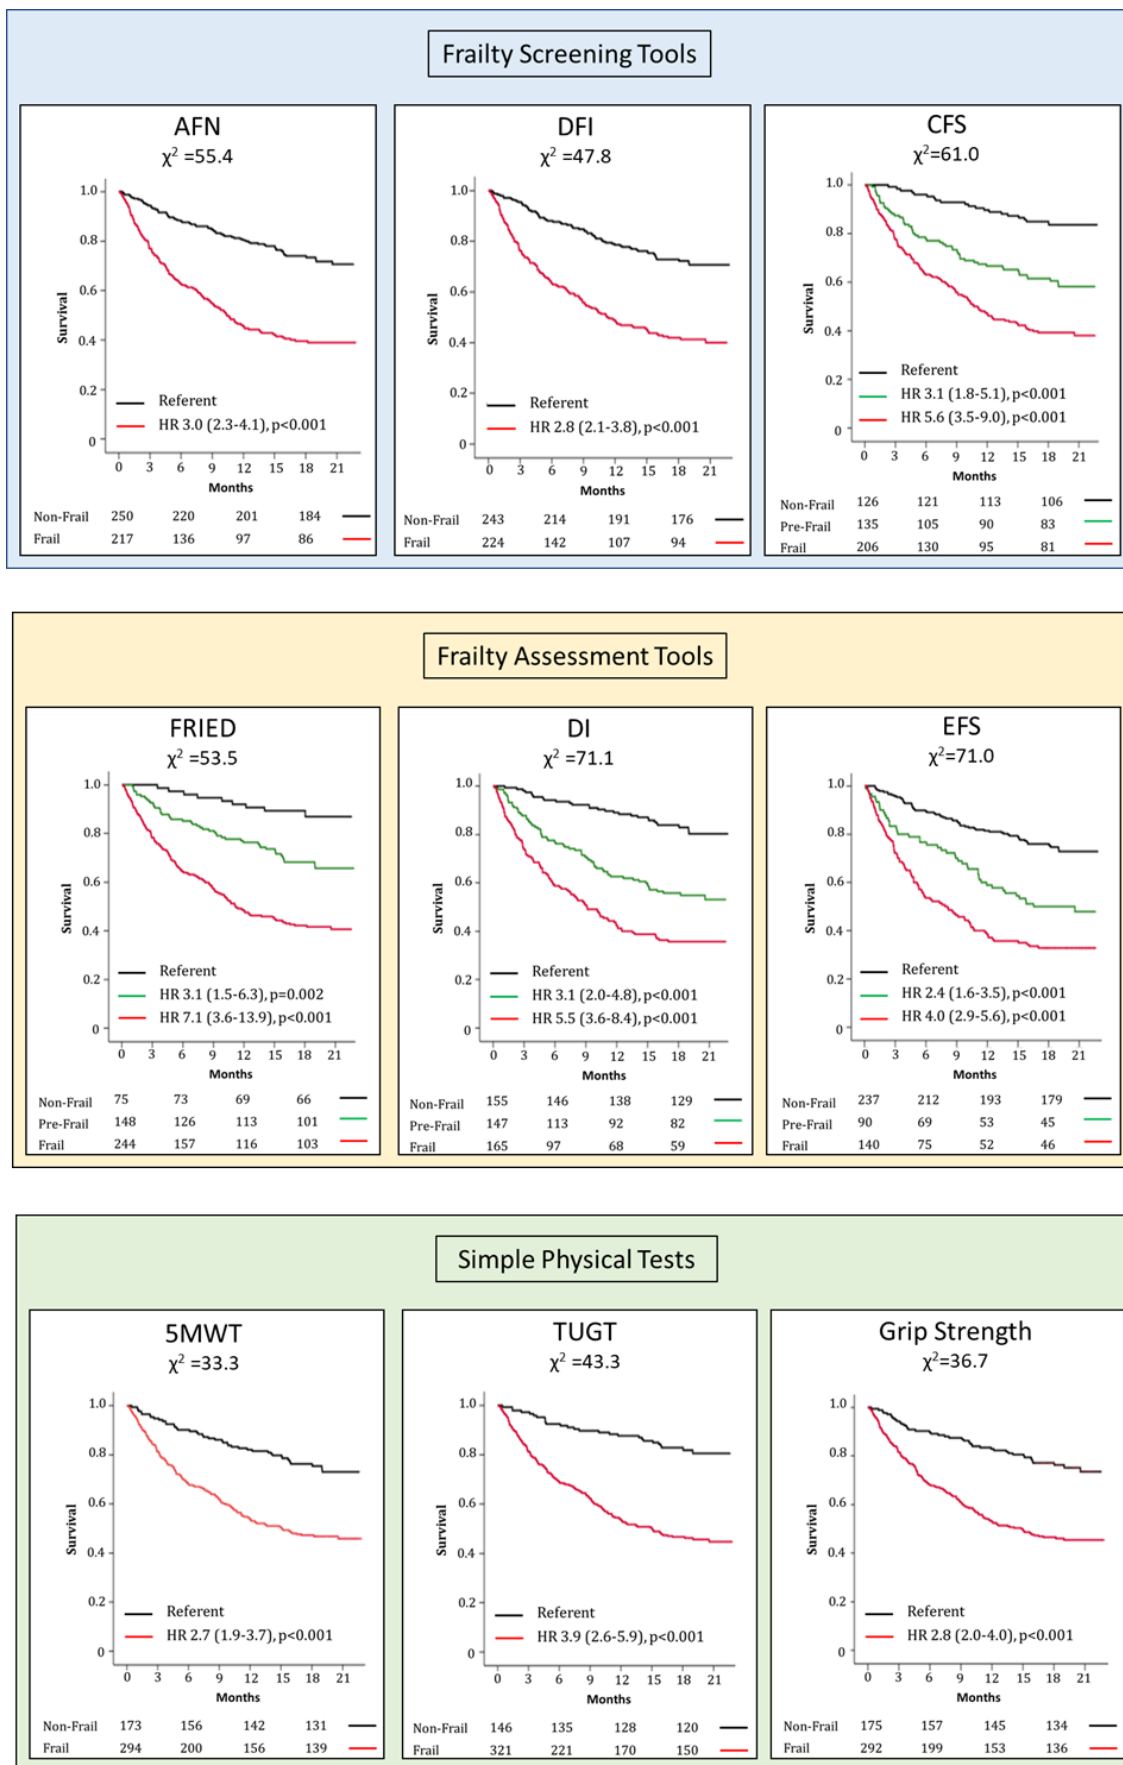 Frailty Screening Tools
AFN
χ² =55.4
1.0
0.8
0.6
0.4
0.2
0
Survival
Referent
HR 3.0 (2.3-4.1), p<0.001
0 3 6 9 12 15 18 21
Months
Non-Frail 250 220 201 184
Frail 217 136 97 86
DFI
χ² =47.8
1.0
0.8
0.6
0.4
0.2
0
Survival
Referent
HR 2.8 (2.1-3.8), p<0.001
0 3 6 9 12 15 18 21
Months
Non-Frail 243 214 191 176
Frail 224 142 107 94
CFS
χ²=61.0
1.0
0.8
0.6
0.4
0.2
0
Survival
Referent
HR 3.1 (1.8-5.1), p<0.001
HR 5.6 (3.5-9.0), p<0.001
0 3 6 9 12 15 18 21
Months
Non-Frail 126 121 113 106
Pre-Frail 135 105 90 83
Frail 206 130 95 81
Frailty Assessment Tools
FRIED
χ² =53.5
1.0
0.8
0.6
0.4
0.2
0
Survival
Referent
HR 3.1 (1.5-6.3), p=0.002
HR 7.1 (3.6-13.9), p<0.001
0 3 6 9 12 15 18 21
Months
Non-Frail 75 73 69 66
Pre-Frail 148 126 113 101
Frail 244 157 116 103
DI
χ² =71.1
1.0
0.8
0.6
0.4
0.2
0
Survival
Referent
HR 3.1 (2.0-4.8), p<0.001
HR 5.5 (3.6-8.4), p<0.001
0 3 6 9 12 15 18 21
Months
Non-Frail 155 146 138 129
Pre-Frail 147 113 92 82
Frail 165 97 68 59
EFS
χ²=71.0
1.0
0.8
0.6
0.4
0.2
0
Survival
Referent
HR 2.4 (1.6-3.5), p<0.001
HR 4.0 (2.9-5.6), p<0.001
0 3 6 9 12 15 18 21
Months
Non-Frail 237 212 193 179
Pre-Frail 90 69 53 45
Frail 140 75 52 46
Simple Physical Tests
5MWT
χ² =33.3
1.0
0.8
0.6
0.4
0.2
0
Survival
Referent
HR 2.7 (1.9-3.7), p<0.001
0 3 6 9 12 15 18 21
Months
Non-Frail 173 156 142 131
Frail 294 200 156 139
TUGT
χ² =43.3
1.0
0.8
0.6
0.4
0.2
0
Survival
Referent
HR 3.9 (2.6-5.9), p<0.001
0 3 6 9 12 15 18 21
Months
Non-Frail 146 135 128 120
Frail 321 221 170 150
Grip Strength
χ²=36.7
1.0
0.8
0.6
0.4
0.2
0
Survival
Referent
HR 2.8 (2.0-4.0), p<0.001
0 3 6 9 12 15 18 21
Months
Non-Frail 175 157 145 134
Frail 292 199 153 136